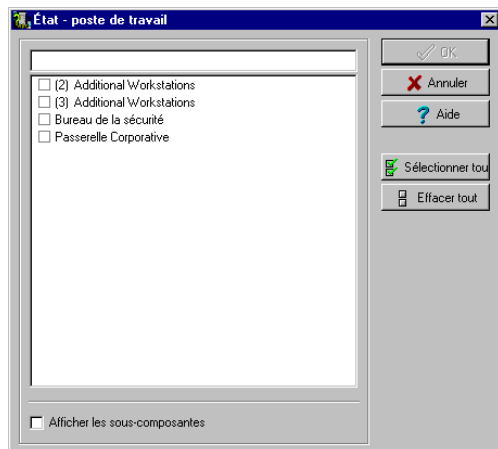 État - poste de travail
OK
(2) Additional Workstations
(3) Additional Workstations
Bureau de la sécurité
Passerelle Corporative
Annuler
Aide
Sélectionner tou
Effacer tout
Afficher les sous-composantes